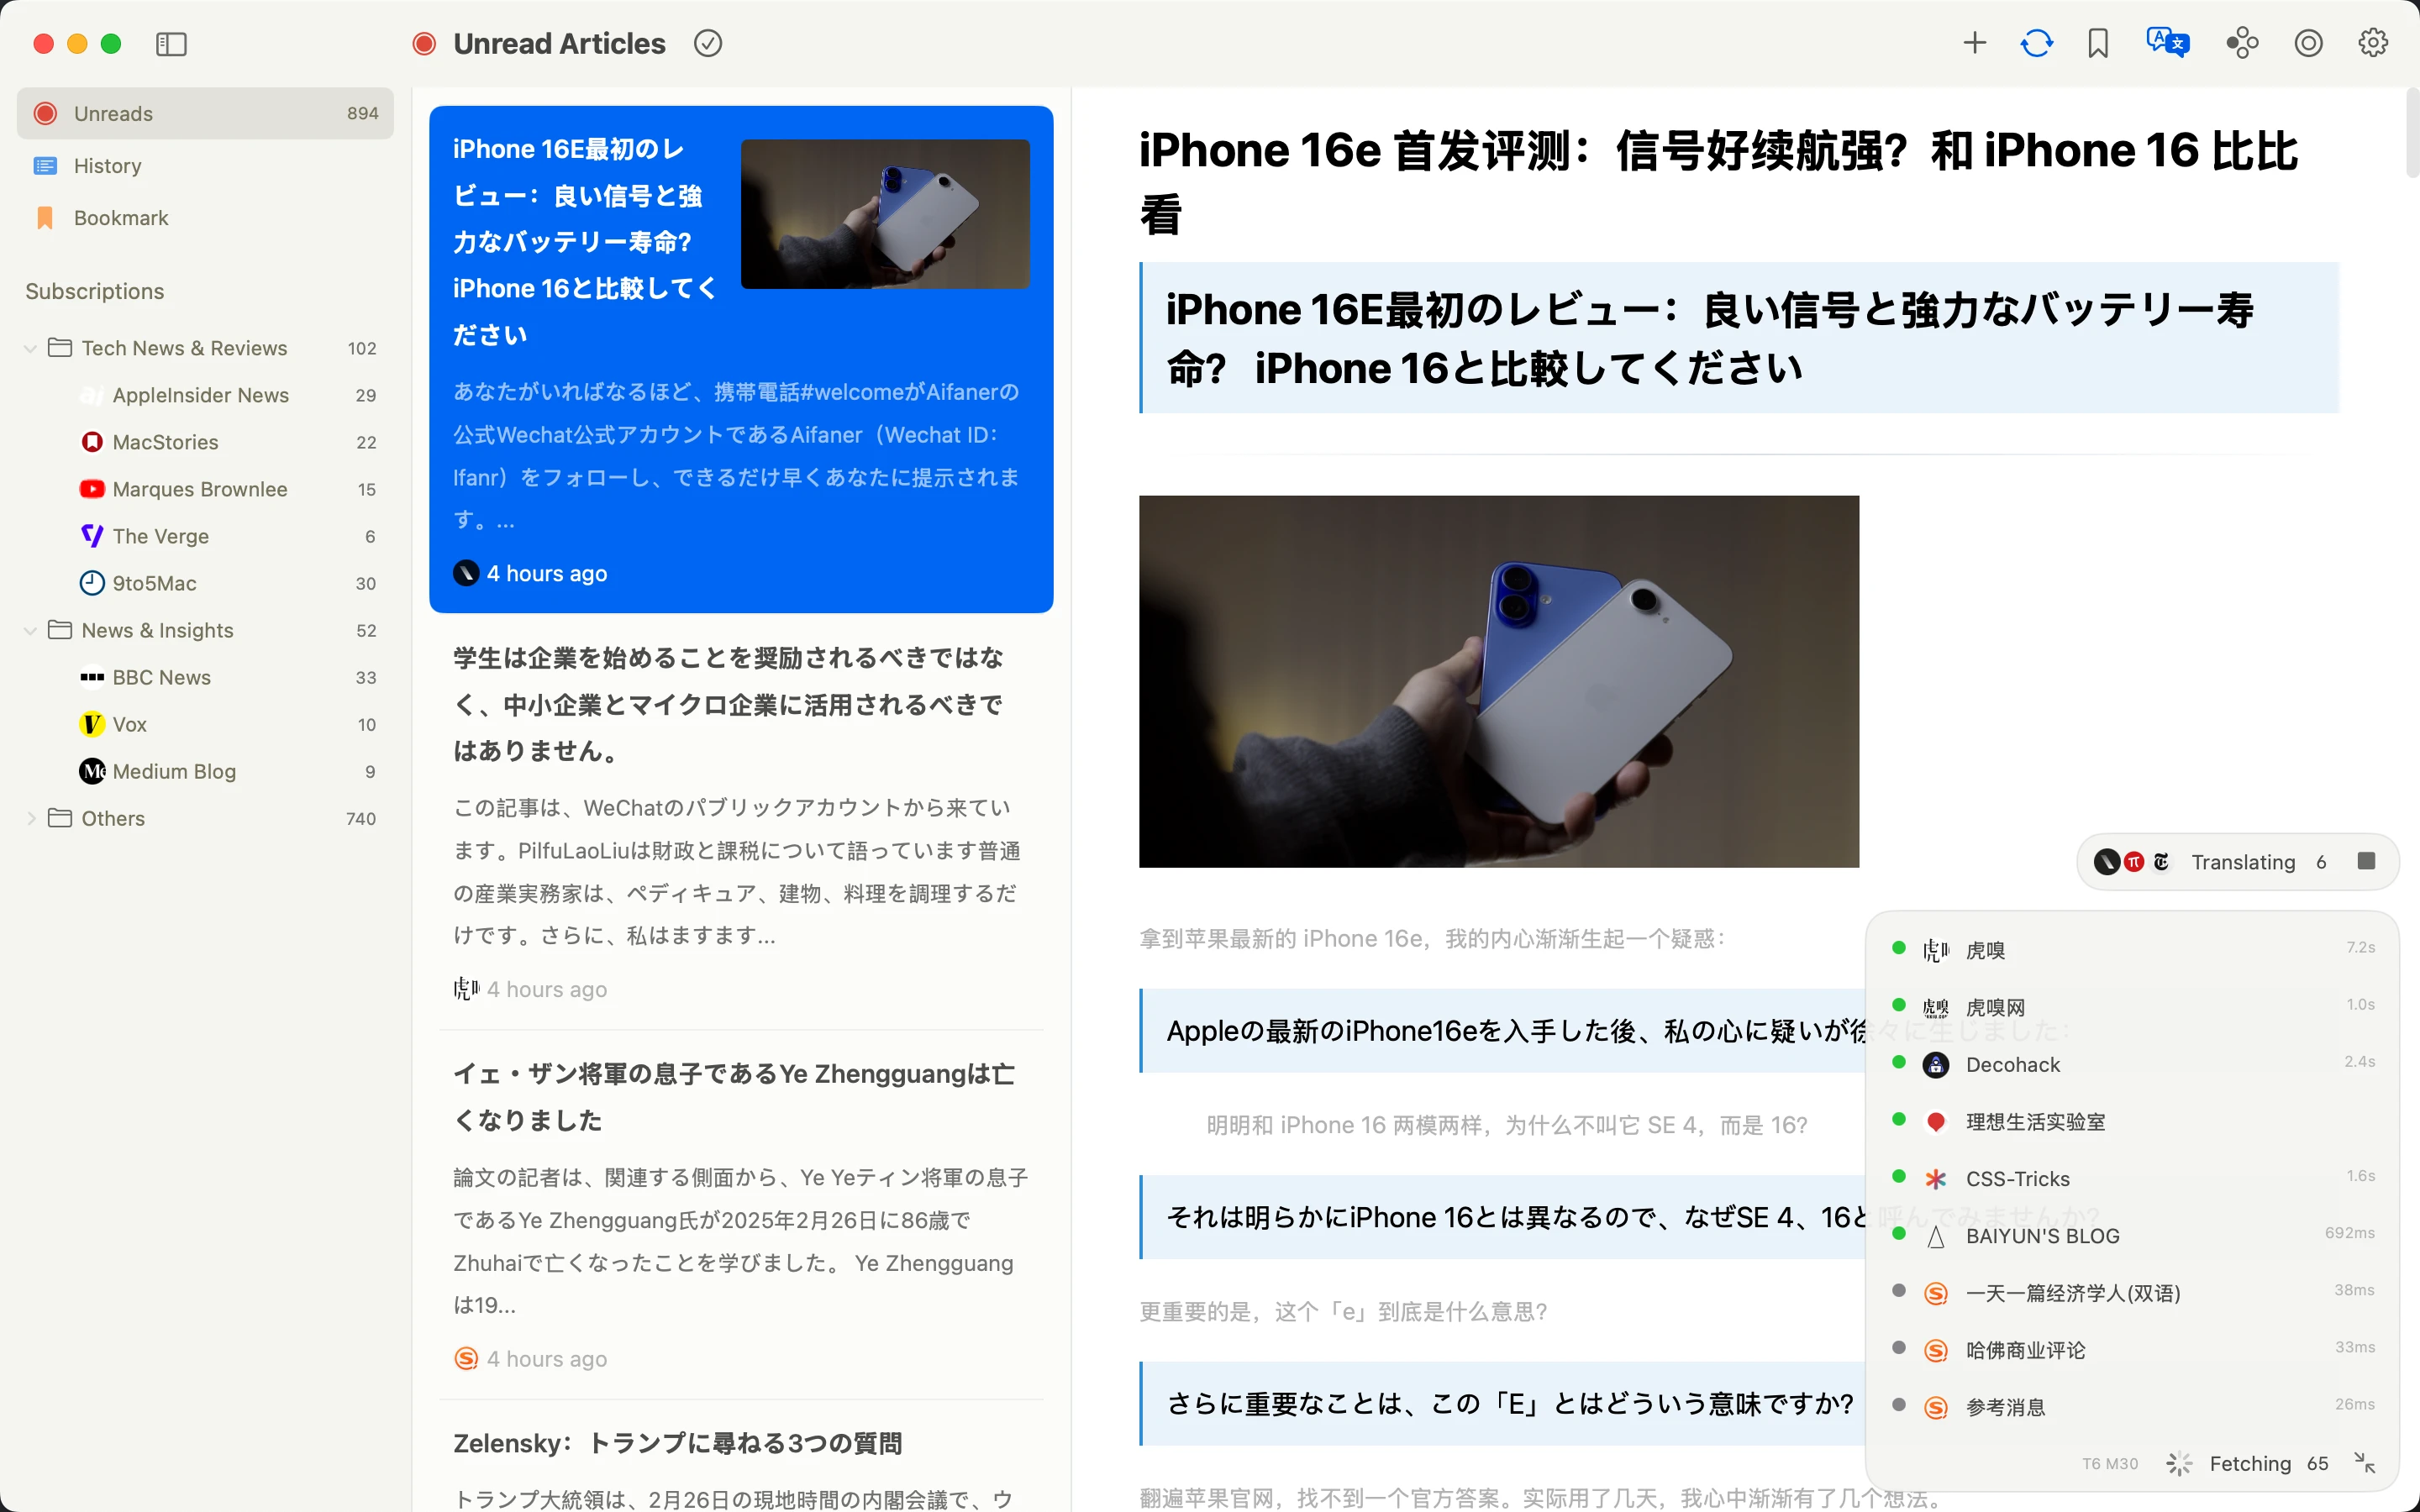 Unread Articles
Unreads 894
History
Bookmark
Subscriptions
Tech News & Reviews 102
AppleInsider News 29
MacStories 22
Marques Brownlee 15
The Verge 6
9to5Mac 30
News & Insights 52
BBC News 33
Vox 10
Medium Blog 9
Others 740
iPhone 16E最初のレ
ビュー：良い信号と強
力なバッテリー寿命？
iPhone 16と比較してく
ださい
あなたがいればなるほど、携帯電話#welcomeがAifanerの
公式Wechat公式アカウントであるAifaner（Wechat ID：
Ifanr）をフォローし、できるだけ早くあなたに提示されま
す。...
4 hours ago
学生は企業を始めることを奨励されるべきではな
く、中小企業とマイクロ企業に活用されるべきで
はありません。
この記事は、WeChatのパブリックアカウントから来てい
ます。PilfuLaoLiuは財政と課税について語っています普通
の産業実務家は、ペディキュア、建物、料理を調理するだ
けです。さらに、私はますます...
4 hours ago
イェ・ザン将軍の息子であるYe Zhengguangは亡
くなりました
論文の記者は、関連する側面から、Ye Yeティン将軍の息子
であるYe Zhengguang氏が2025年2月26日に86歳で
Zhuhaiで亡くなったことを学びました。 Ye Zhengguang
は19...
4 hours ago
Zelensky：トランプに尋ねる3つの質問
トランプ大統領は、2月26日の現地時間の内閣会議で、ウ
iPhone 16e 首发评测：信号好续航强？和 iPhone 16 比比
看
iPhone 16E最初のレビュー：良い信号と強力なバッテリー寿
命？ iPhone 16と比較してください
拿到苹果最新的 iPhone 16e，我的内心渐渐生起一个疑惑：
Appleの最新のiPhone16eを入手した後、私の心に疑いが徐々に生じました：
明明和 iPhone 16 两模两样，为什么不叫它 SE 4，而是 16？
それは明らかにiPhone 16とは異なるので、なぜSE 4、16と呼んでみませんか？
更重要的是，这个「e」到底是什么意思？
さらに重要なことは、この「E」とはどういう意味ですか？
翻遍苹果官网，找不到一个官方答案。实际用了几天，我心中渐渐有了几个想法。
Translating 6
虎嗅 7.2s
虎嗅网 1.0s
Decohack 2.4s
理想生活实验室
CSS-Tricks 1.6s
BAIYUN'S BLOG 692ms
一天一篇经济学人(双语) 38ms
哈佛商业评论 33ms
参考消息 26ms
T6 M30 Fetching 65